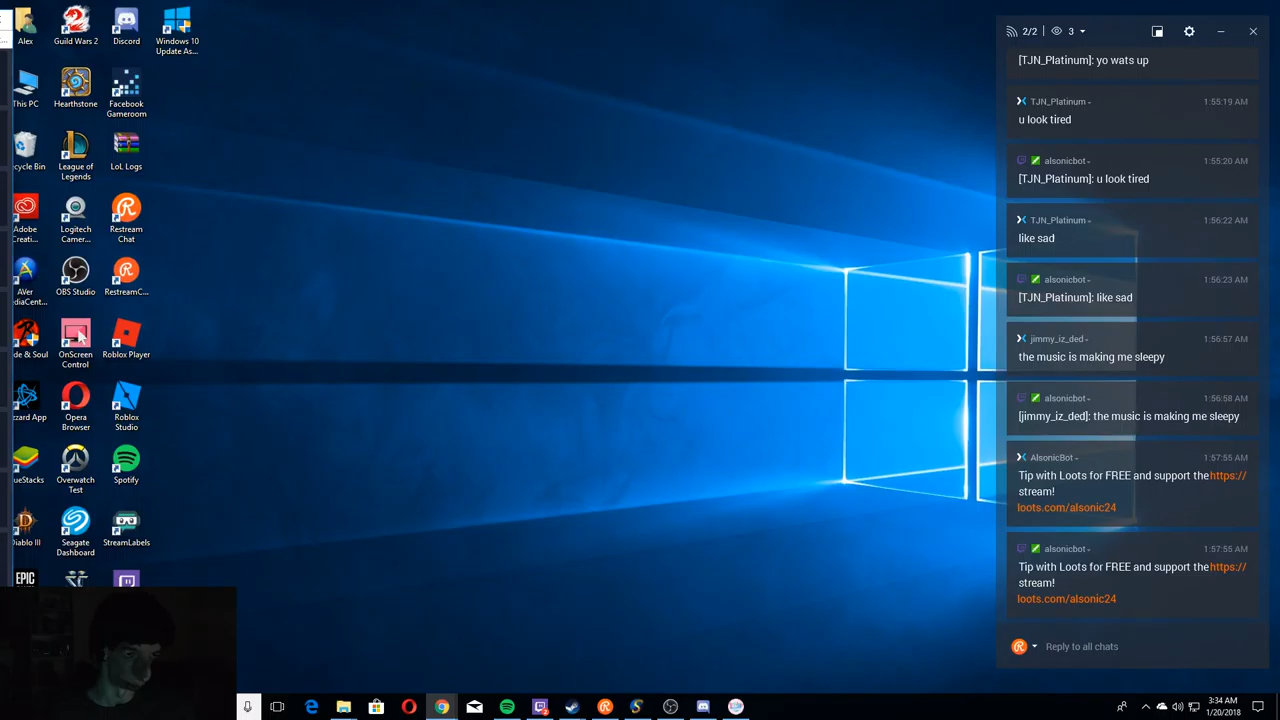 Alex
Guild Wars 2
Discord
Windows 10
Update As...
This PC
Hearthstone
Facebook
Gameroom
cycle Bin
League of
Legends
LoL Logs
Adobe
Creati...
Logitech
Camer...
Restream
Chat
AVer
ediaCent...
OBS Studio
RestreamC...
de & Soul
OnScreen
Control
Roblox Player
zzard App
Opera
Browser
Roblox
Studio
ueStacks
Overwatch
Test
Spotify
Diablo III
Seagate
Dashboard
StreamLabels
EPIC
2/2 3
[TJN_Platinum]: yo wats up
TJN_Platinum 1:55:19 AM
u look tired
alsonicbot 1:55:20 AM
[TJN_Platinum]: u look tired
TJN_Platinum 1:56:22 AM
like sad
alsonicbot 1:56:23 AM
[TJN_Platinum]: like sad
jimmy_iz_ded 1:56:57 AM
the music is making me sleepy
alsonicbot 1:56:58 AM
[jimmy_iz_ded]: the music is making me sleepy
AlsonicBot 1:57:55 AM
Tip with Loots for FREE and support the https://
stream!
loots.com/alsonic24
alsonicbot 1:57:55 AM
Tip with Loots for FREE and support the https://
stream!
loots.com/alsonic24
Reply to all chats
3:34 AM
1/20/2018